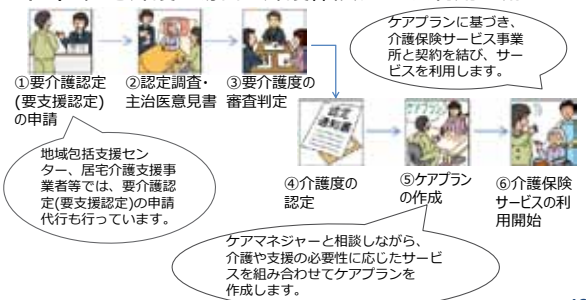 ケアプランに基づき、
介護保険サービス事業
所と契約を結び、サー
ビスを利用します。
①要介護認定
(要支援認定)
の申請
②認定調査・
主治医意見書
③要介護度の
審査判定
地域包括支援セン
ター、居宅介護支援事
業者等では、要介護認
定(要支援認定)の申請
代行も行っています。
認定
通知書
ケアプラン
④介護度の
認定
⑤ケアプラン
の作成
⑥介護保険
サービスの利
用開始
ケアマネジャーと相談しながら、
介護や支援の必要性に応じたサービ
スを組み合わせてケアプランを
作成します。